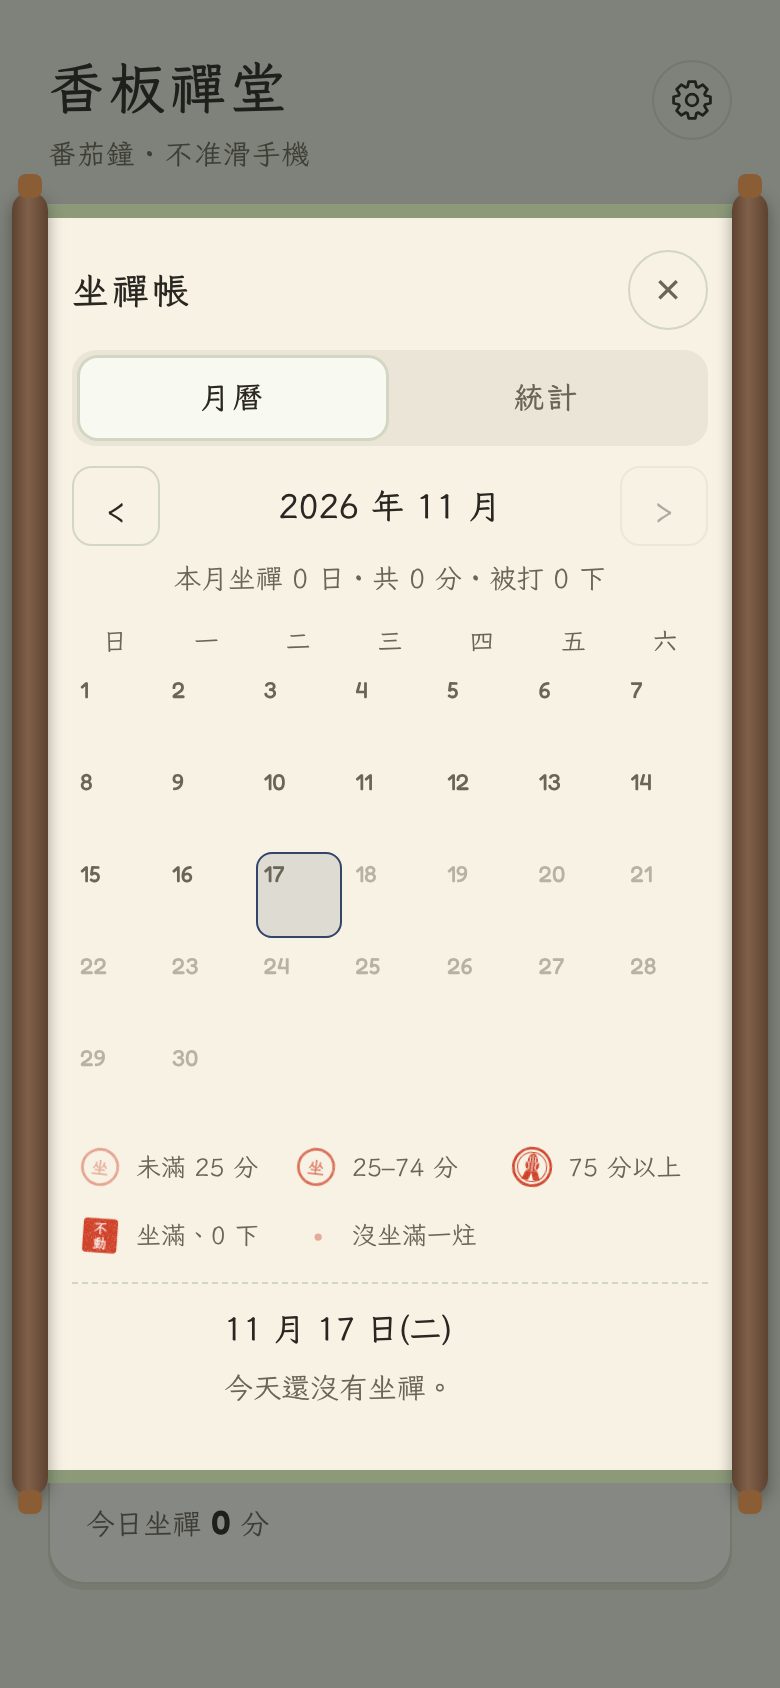 香板禪堂
番茄鐘・不准滑手機
坐禪帳
×
月曆 統計
< 2026 年 11 月 >
本月坐禪 0 日・共 0 分・被打 0 下
日 一 二 三 四 五 六
1 2 3 4 5 6 7
8 9 10 11 12 13 14
15 16 17 18 19 20 21
22 23 24 25 26 27 28
29 30
坐 未滿 25 分 坐 25–74 分 75 分以上
不動 坐滿、0 下 沒坐滿一炷
11 月 17 日(二)
今天還沒有坐禪。
今日坐禪 0 分